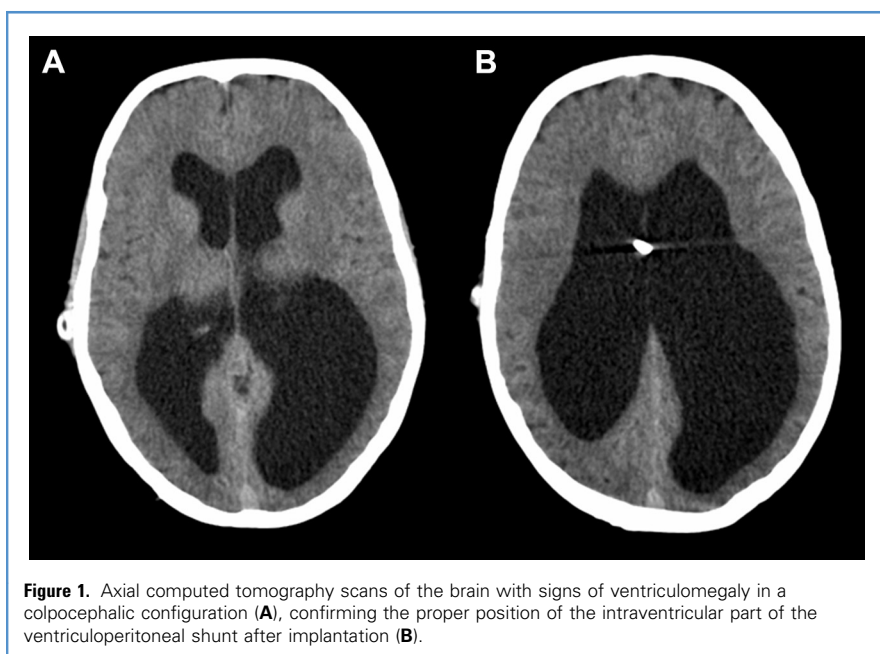 A
B
Figure 1. Axial computed tomography scans of the brain with signs of ventriculomegaly in a
colpocephalic configuration (A), confirming the proper position of the intraventricular part of the
ventriculoperitoneal shunt after implantation (B).